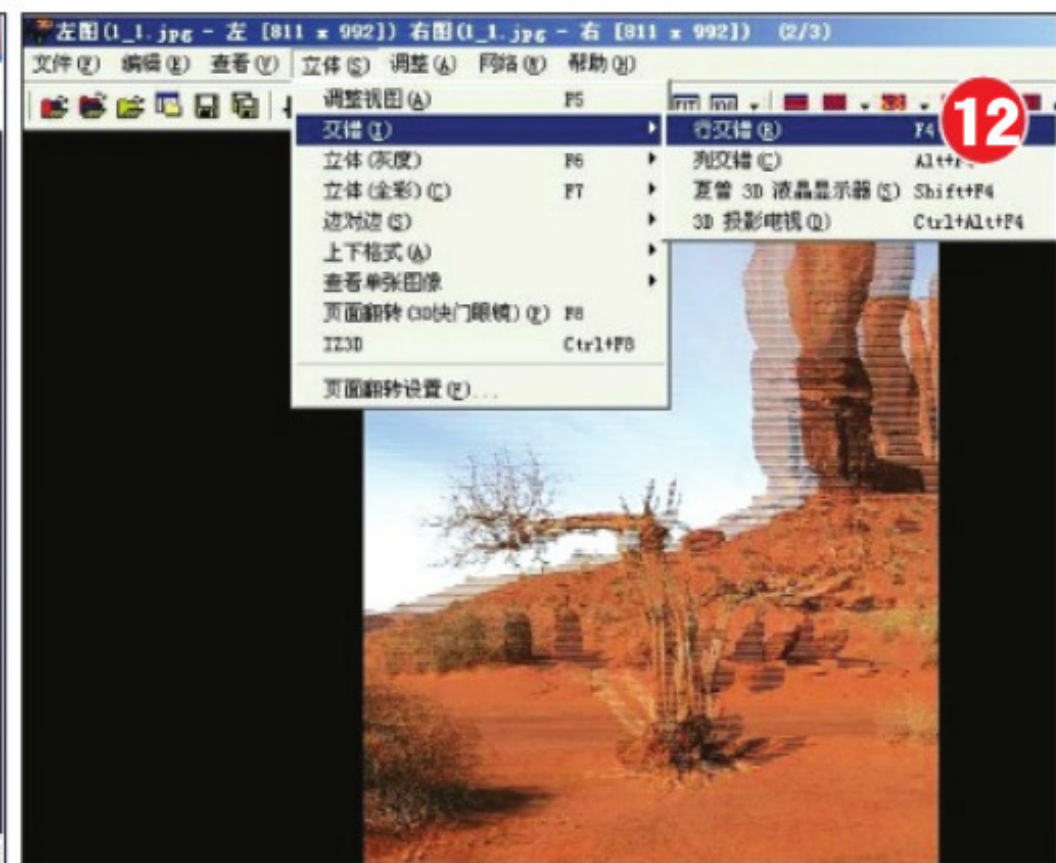 左图(1_1.jpg - 左 [811 x 992]) 右图(1_1.jpg - 右 [811 x 992]) (2/3)
文件(F) 编辑(E) 查看(V) 立体(S) 调整(A) 网络(W) 帮助(H)
调整视图(A) F5
交错(I)
立体(灰度) F6
立体(全彩)(C) F7
边对边(S)
上下格式(A)
查看单张图像
页面翻转(3D快门眼镜)(P) F8
IZ3D Ctrl+F8
页面翻转设置(P)...
FIT
行交错(R) F4
列交错(C) Alt+F4
夏普 3D 液晶显示器(S) Shift+F4
3D 投影电视(D) Ctrl+Alt+F4
12